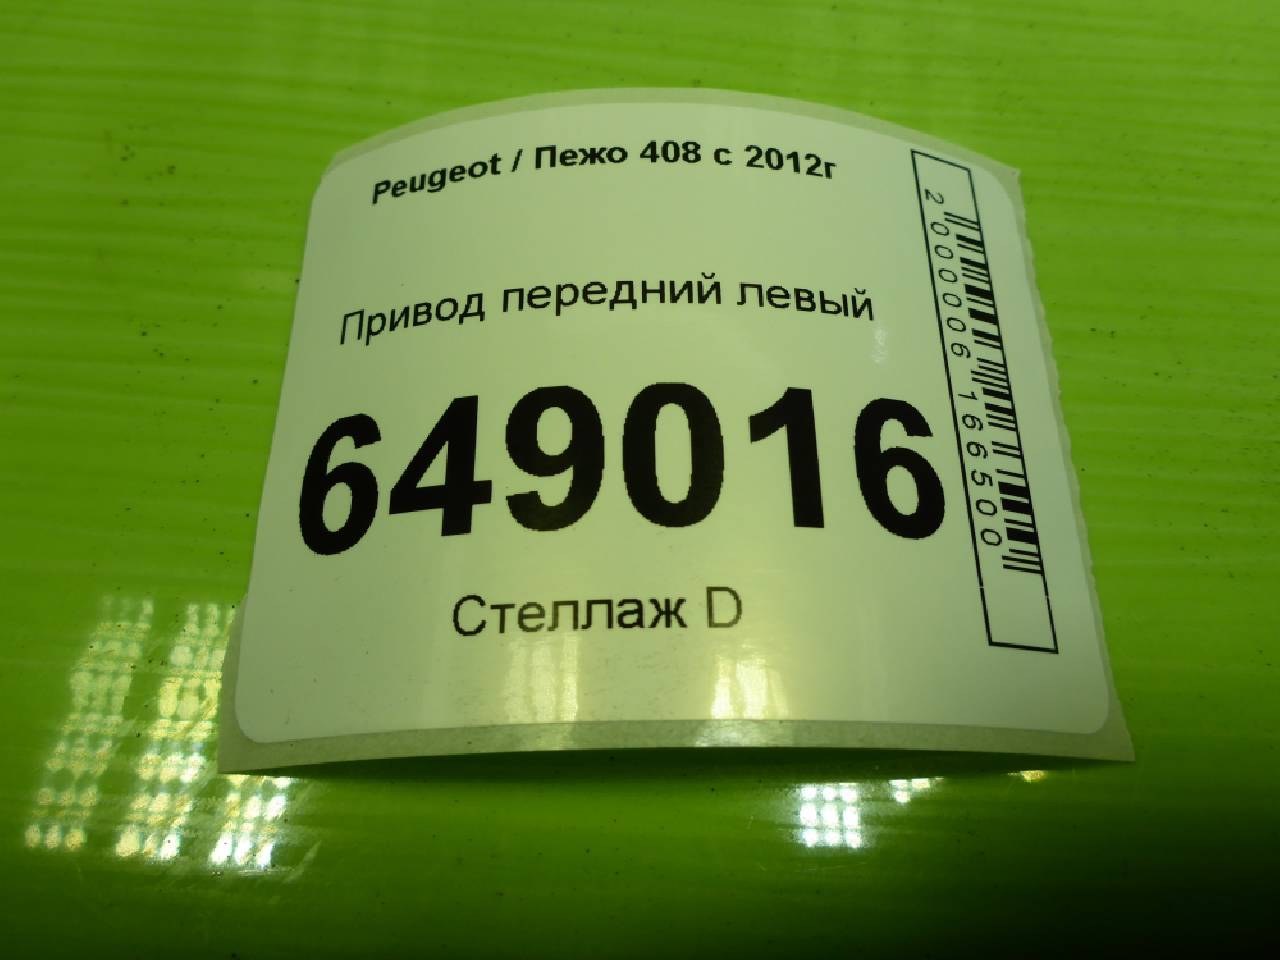 Peugeot / Пежо 408 с 2012г
Привод передний левый
649016
Стеллаж D
2000006166500